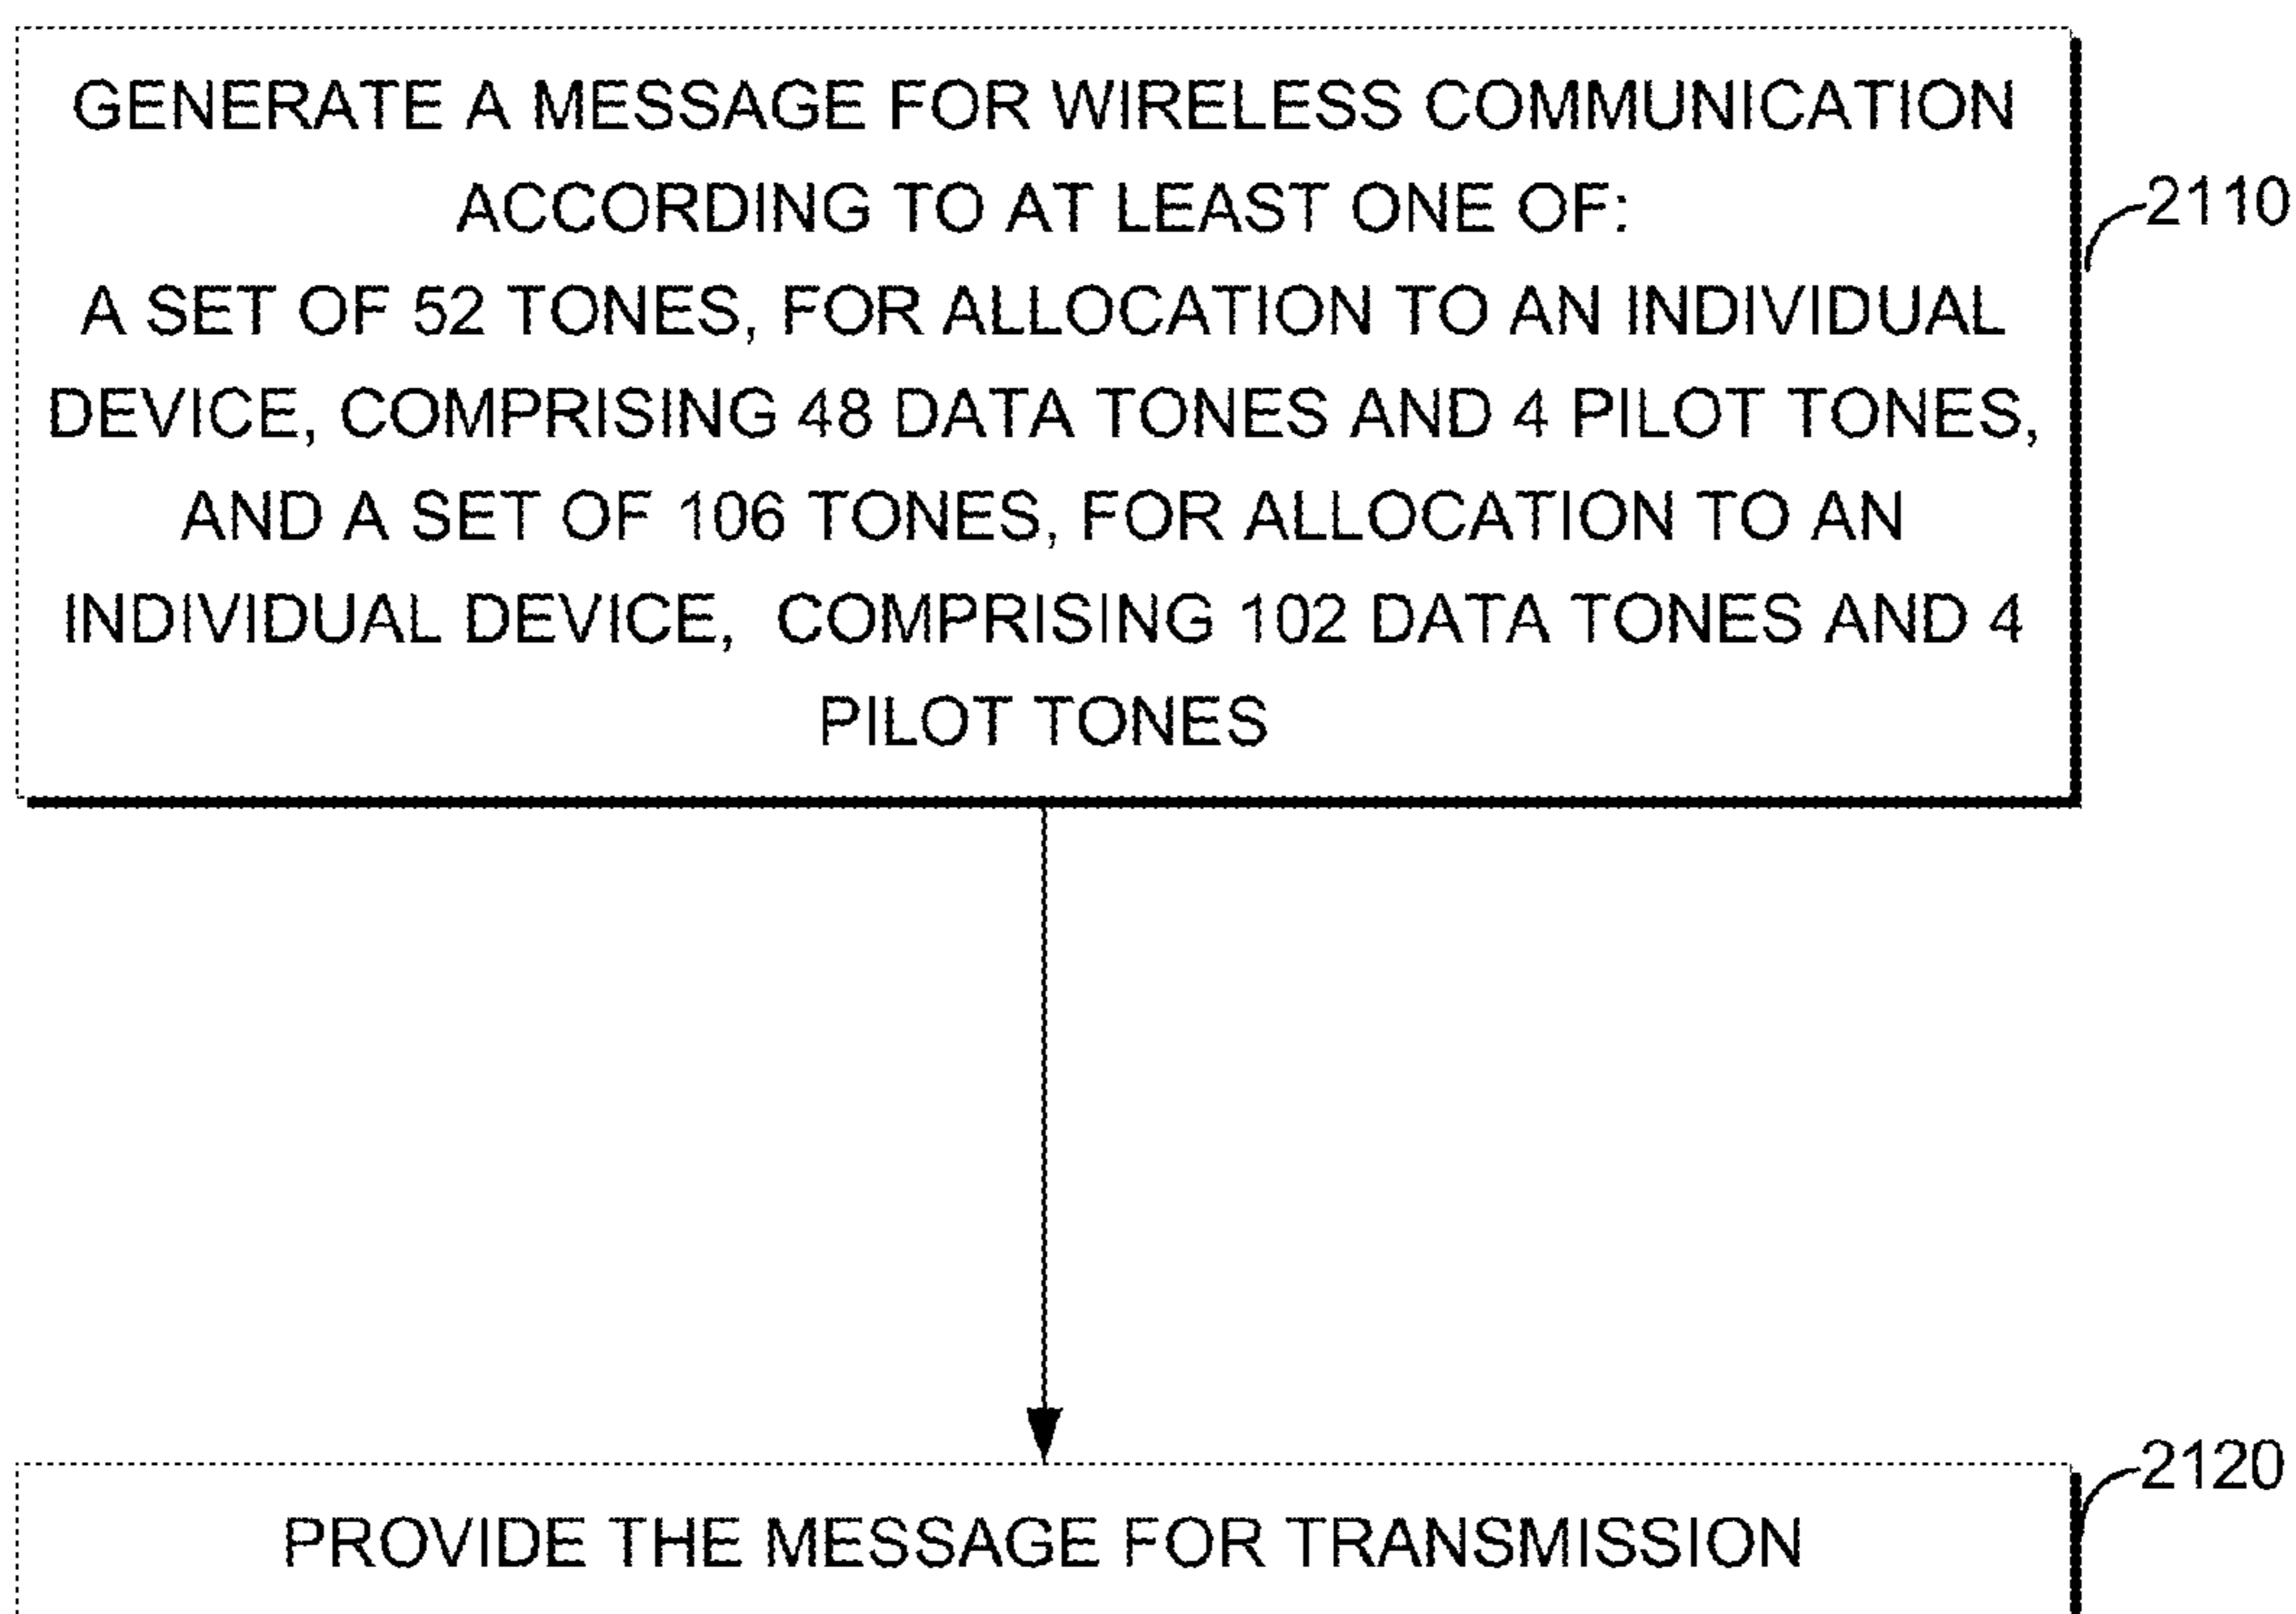 GENERATE A MESSAGE FOR WIRELESS COMMUNICATION
ACCORDING TO AT LEAST ONE OF:
2110
A SET OF 52 TONES, FOR ALLOCATION TO AN INDIVIDUAL
DEVICE, COMPRISING 48 DATA TONES AND 4 PILOT TONES,
AND A SET OF 106 TONES, FOR ALLOCATION TO AN
INDIVIDUAL DEVICE, COMPRISING 102 DATA TONES AND 4
PILOT TONES
2120
PROVIDE THE MESSAGE FOR TRANSMISSION